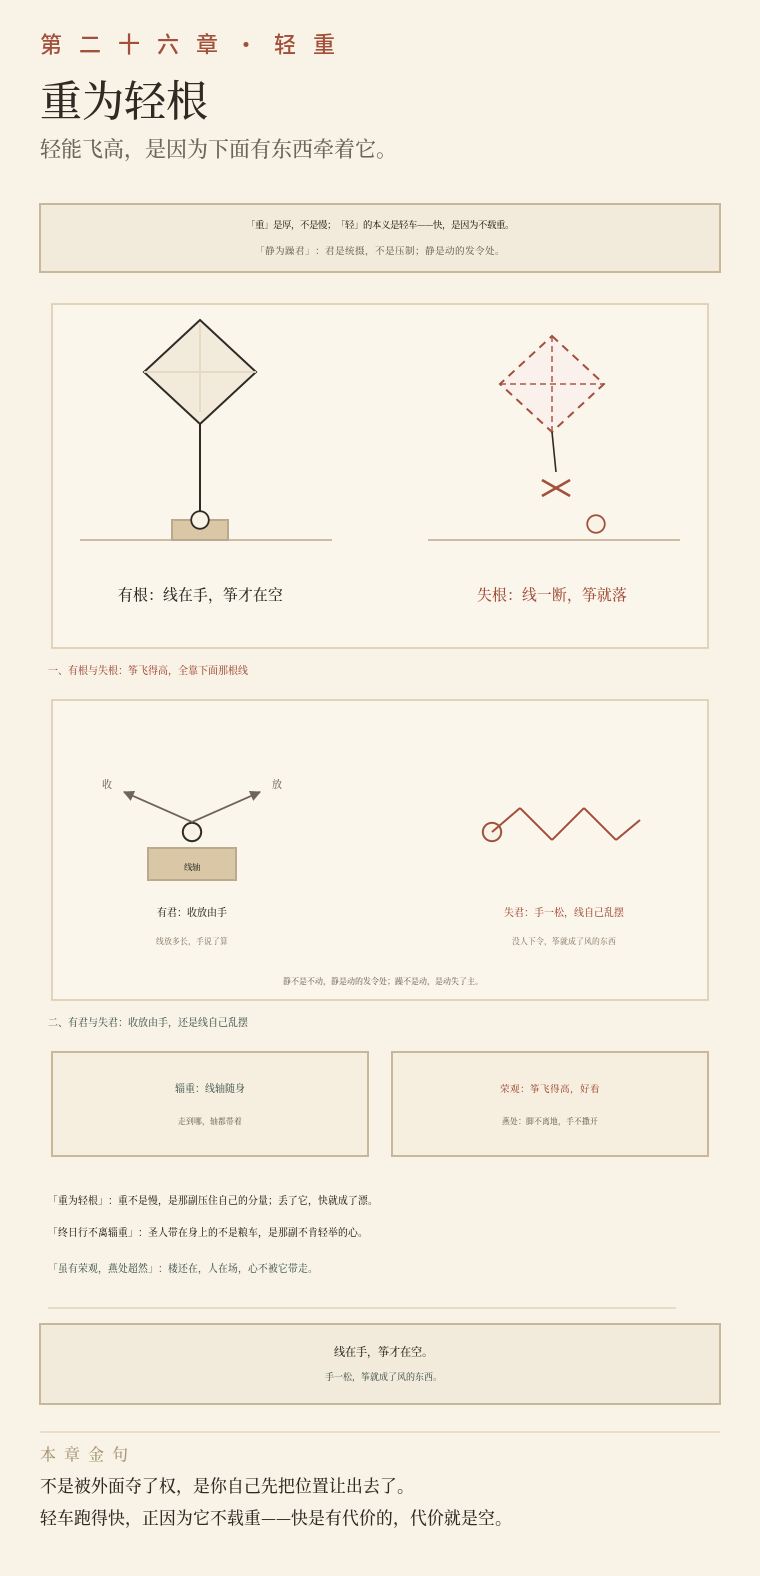 第二十六章·轻重
重为轻根
轻能飞高，是因为下面有东西牵着它。
「重」是厚，不是慢；「轻」的本义是轻车——快，是因为不载重。
「静为躁君」：君是统摄，不是压制；静是动的发令处。
有根：线在手，筝才在空
失根：线一断，筝就落
一、有根与失根：筝飞得高，全靠下面那根线
收
放
线轴
有君：收放由手
失君：手一松，线自己乱摆
线放多长，手说了算
没人下令，筝就成了风的东西
静不是不动，静是动的发令处；躁不是动，是动失了主。
二、有君与失君：收放由手，还是线自己乱摆
辎重：线轴随身
走到哪，轴都带着
荣观：筝飞得高，好看
燕处：脚不离地，手不撒开
「重为轻根」：重不是慢，是那副压住自己的分量；丢了它，快就成了漂。
「终日行不离辎重」：圣人带在身上的不是粮车，是那副不肯轻举的心。
「虽有荣观，燕处超然」：楼还在，人在场，心不被它带走。
线在手，筝才在空。
手一松，筝就成了风的东西。
本章金句
不是被外面夺了权，是你自己先把位置让出去了。
轻车跑得快，正因为它不载重——快是有代价的，代价就是空。